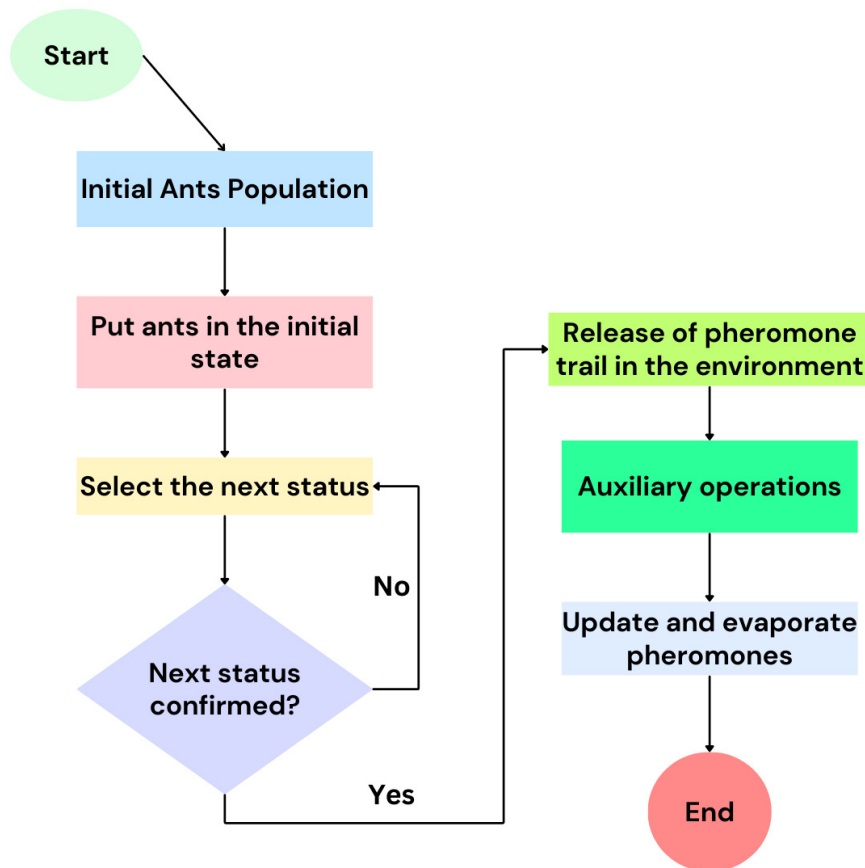 Start
Initial Ants Population
Put ants in the initial
state
Select the next status
No
Next status
confirmed?
Yes
Release of pheromone
trail in the environment
Auxiliary operations
Update and evaporate
pheromones
End